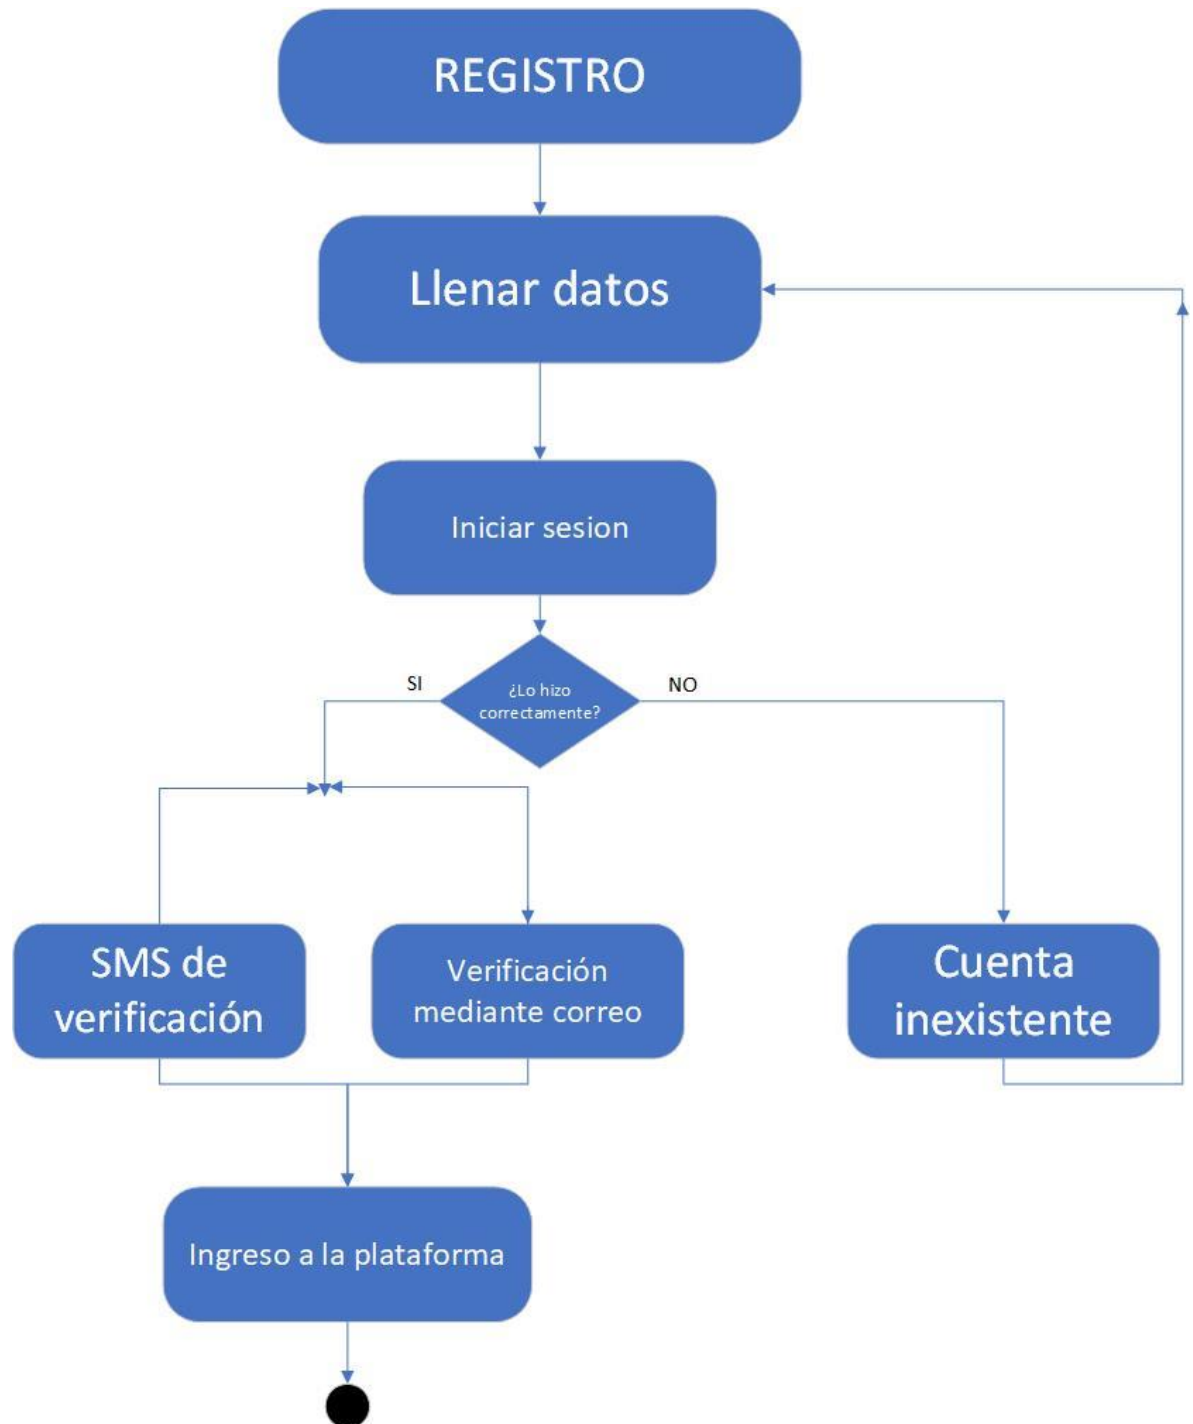 REGISTRO
Llenar datos
Iniciar sesion
¿Lo hizo
correctamente?
SI
NO
SMS de
verificación
Verificación
mediante correo
Cuenta
inexistente
Ingreso a la plataforma